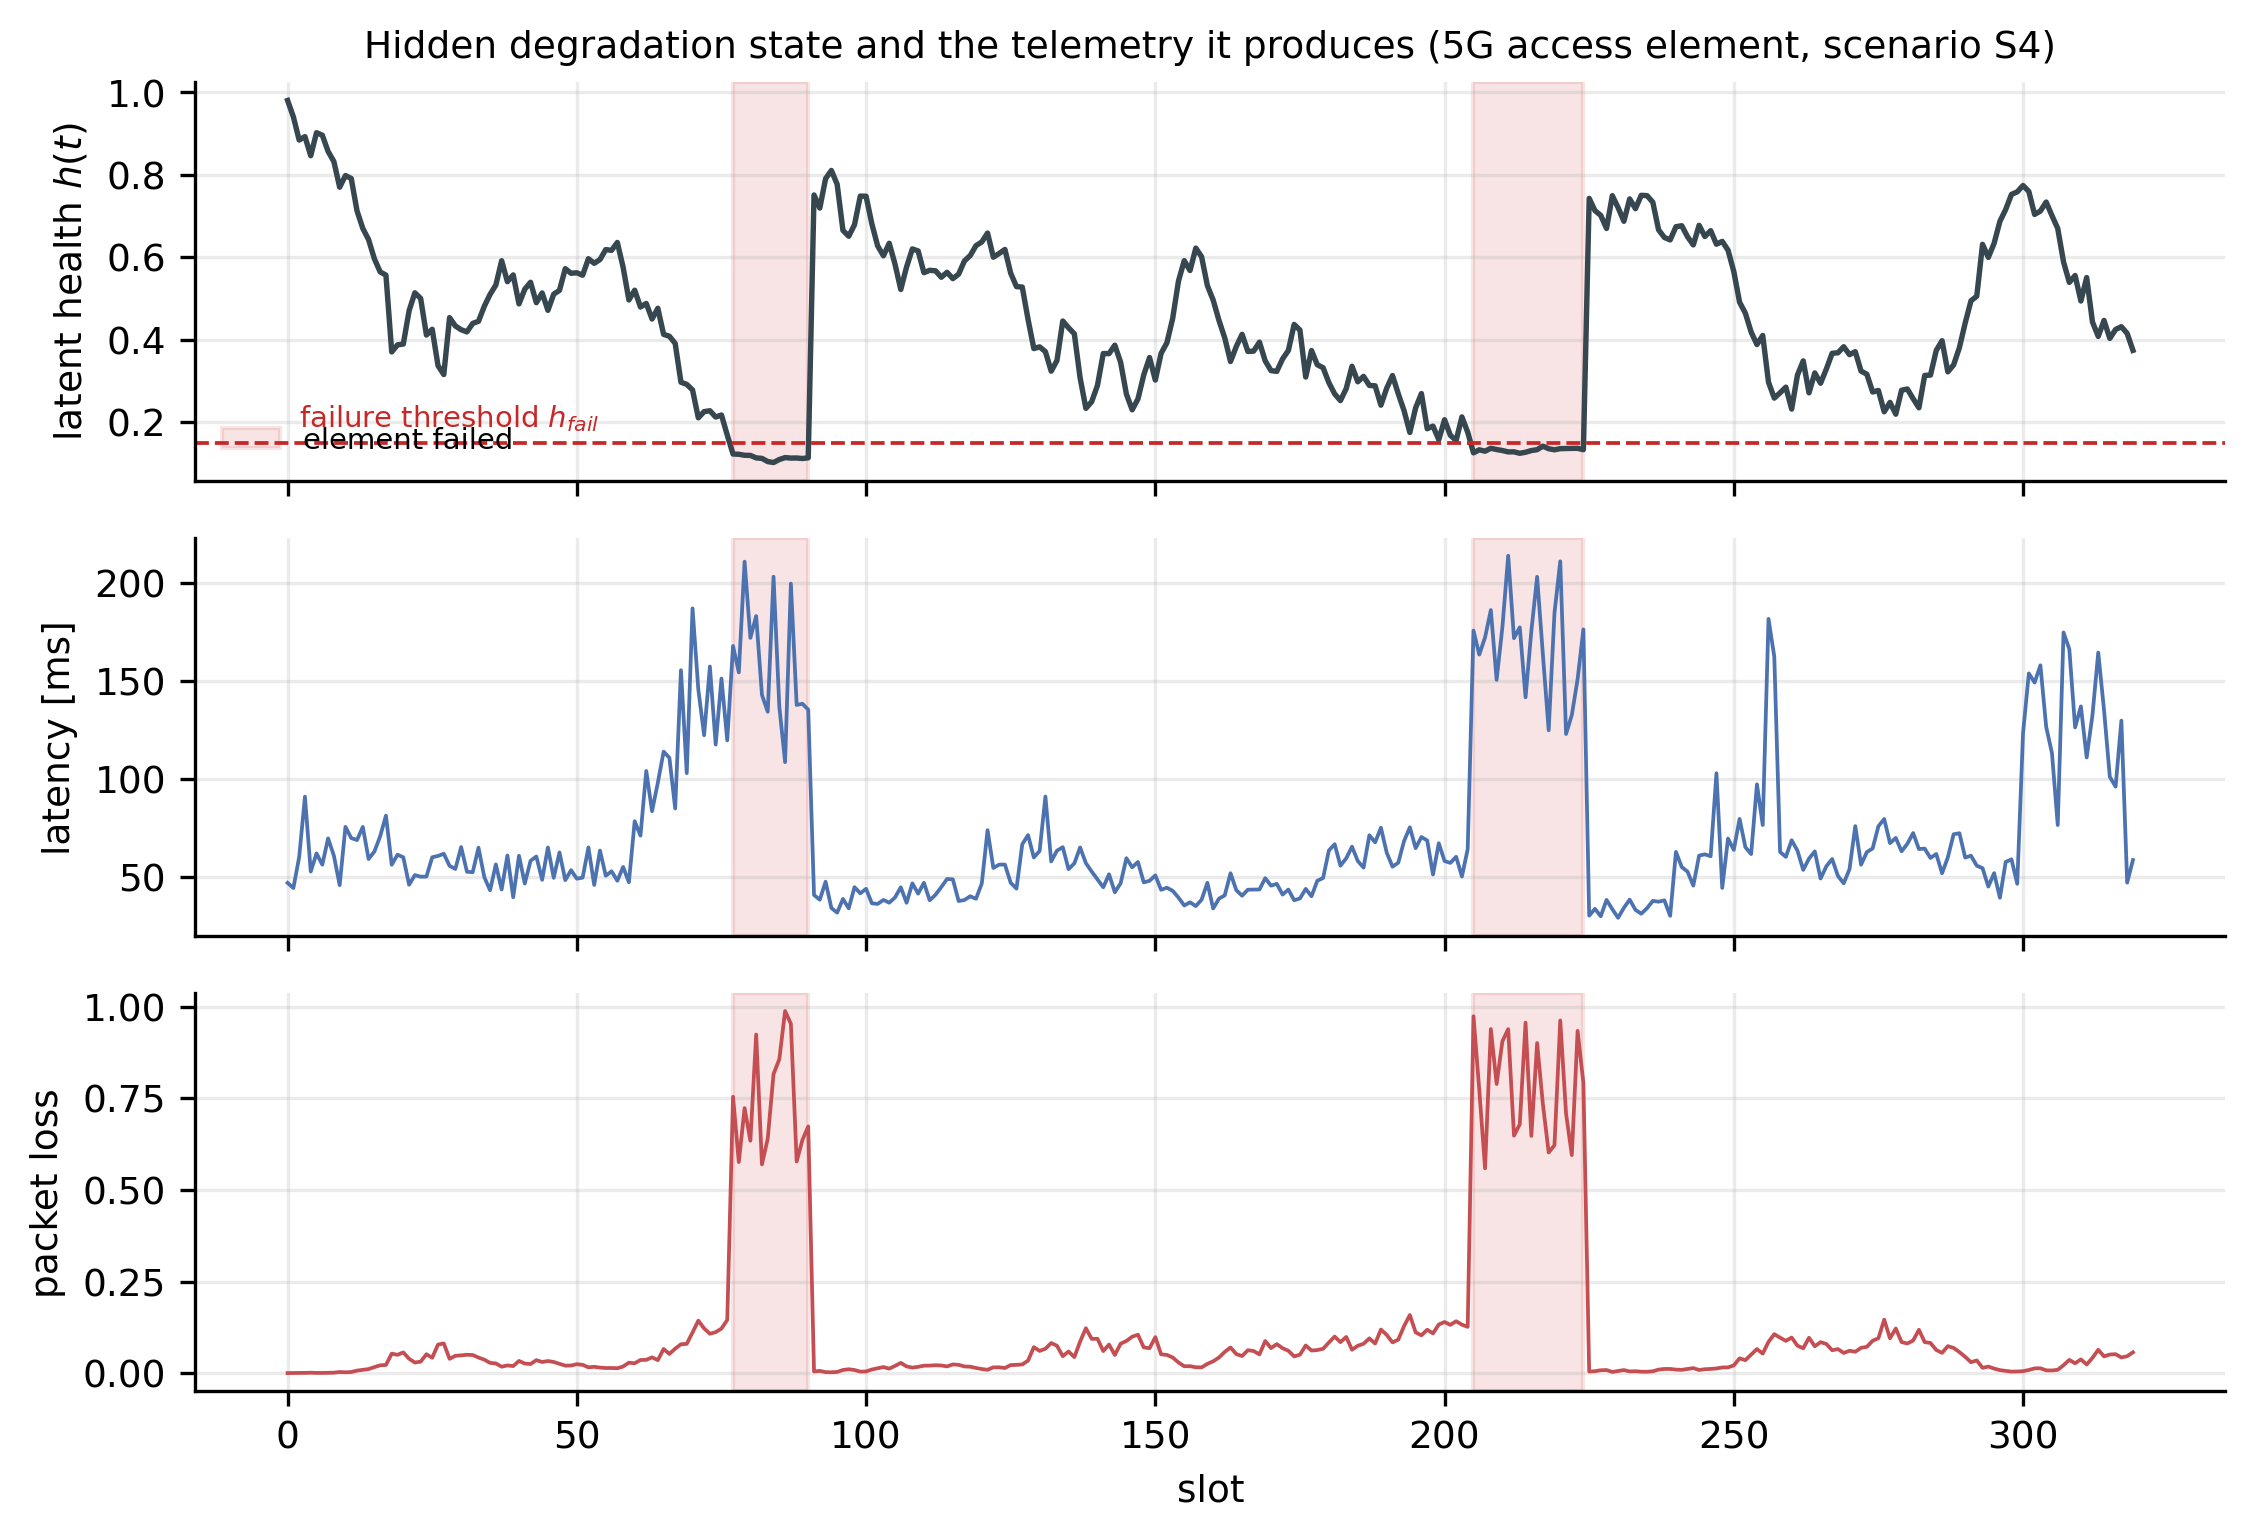 Hidden degradation state and the telemetry it produces (5G access element, scenario S4)
latent health h(t)
1.0
0.8
0.6
0.4
0.2
failure threshold h_fail
element failed
latency [ms]
200
150
100
50
packet loss
1.00
0.75
0.50
0.25
0.00
0 50 100 150 200 250 300
slot